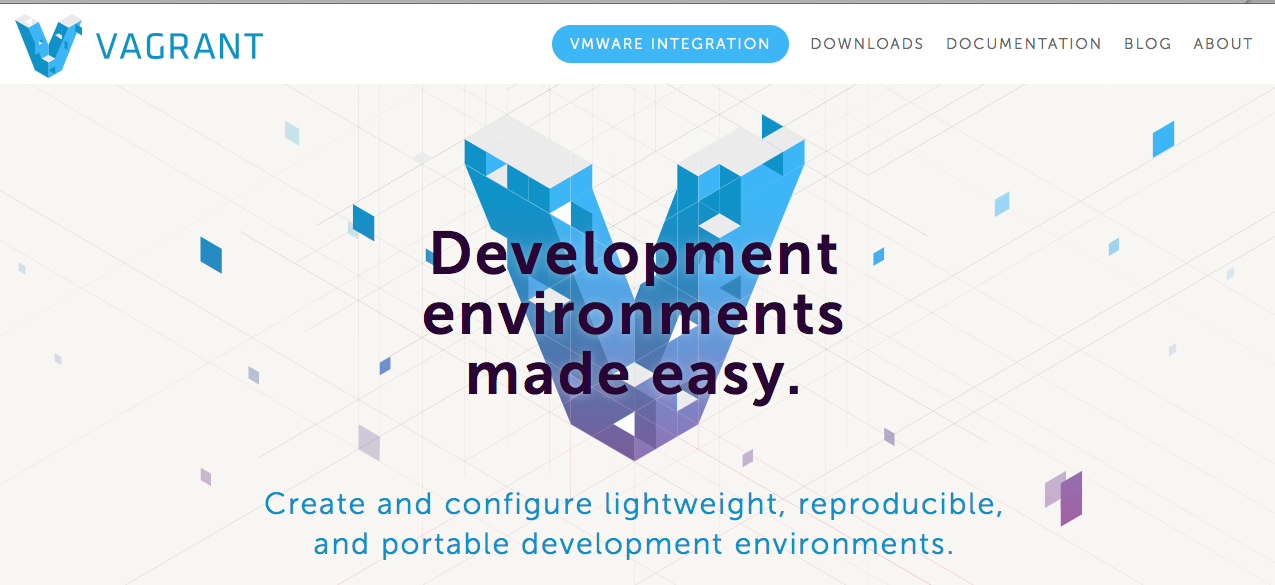 VAGRANT
VMWARE INTEGRATION DOWNLOADS DOCUMENTATION BLOG ABOUT
Development
environments
made easy.
Create and configure lightweight, reproducible,
and portable development environments.